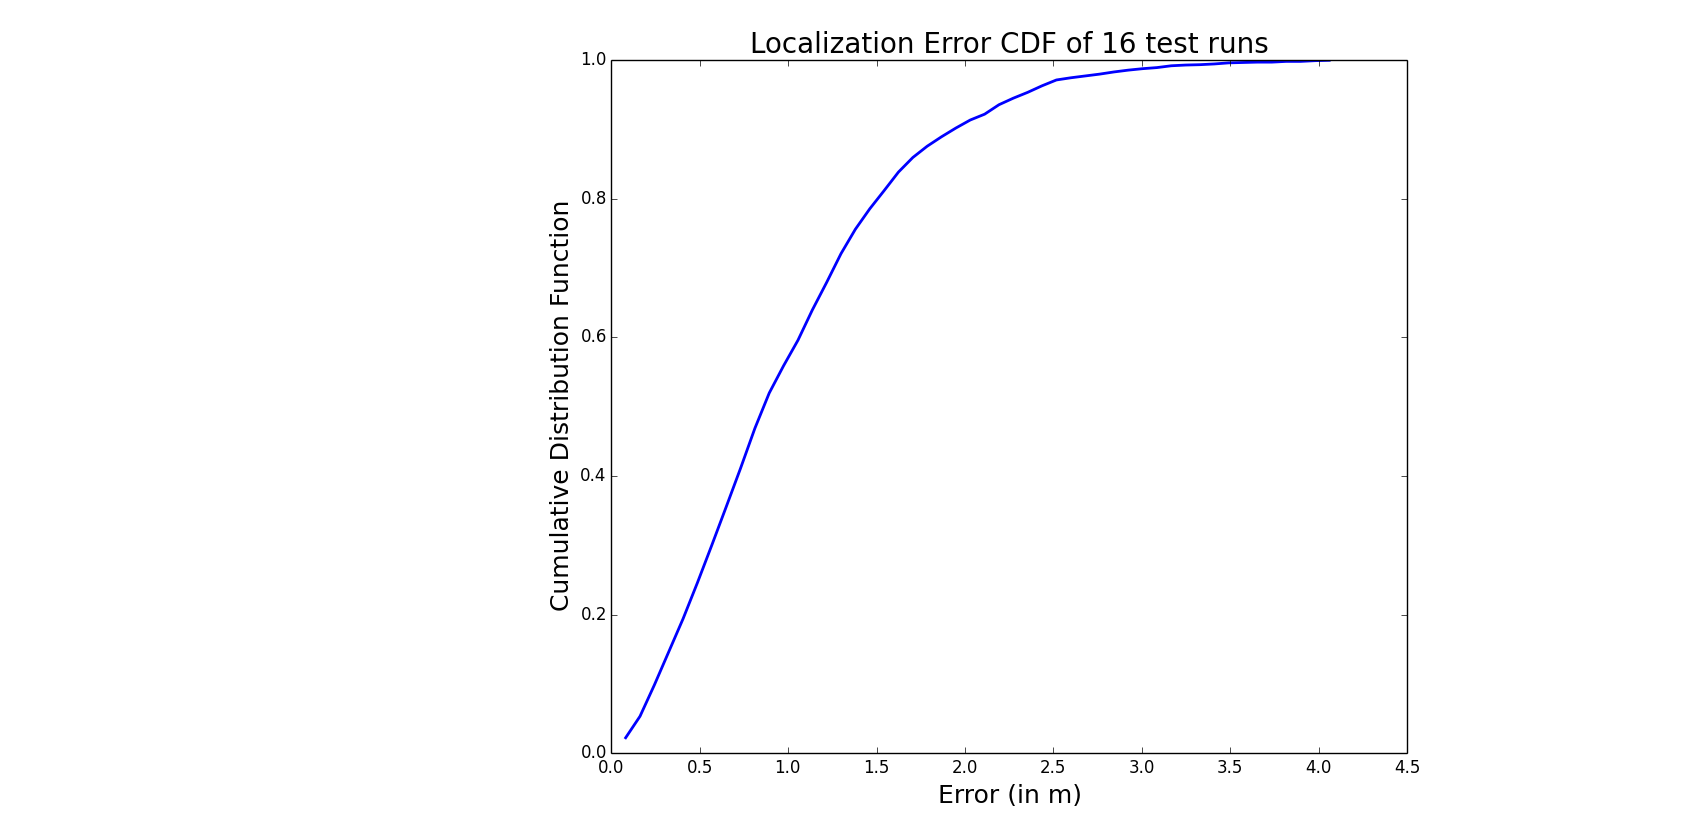 Localization Error CDF of 16 test runs
Cumulative Distribution Function
1.0
0.8
0.6
0.4
0.2
0.0
0.0 0.5 1.0 1.5 2.0 2.5 3.0 3.5 4.0 4.5
Error (in m)